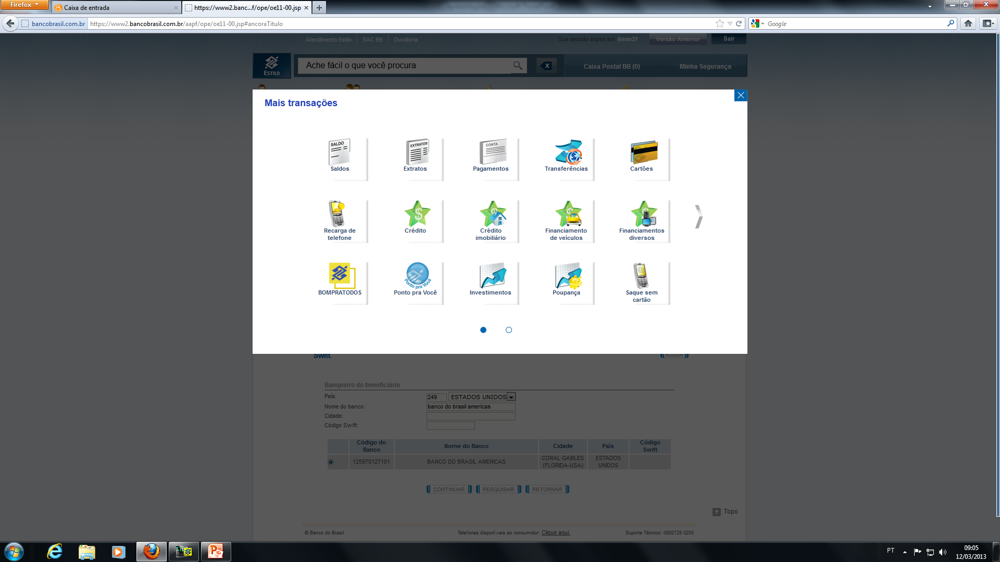 Firefox
Caixa de entrada
https://www2.banc...f/ope/oe11-00.jsp
bancobrasil.com.br
https://www2.bancobrasil.com.br/aapf/ope/oe11-00.jsp#ancoraTitulo
Google
Atendimento Estilo
SAC BB
Ouvidoria
Sua sessão expira em: 6min27
Versão Anterior
Sair
ESTILO
Ache fácil o que você procura
X
Caixa Postal BB (0)
Minha Segurança
Mais transações
SALDO
EXTRATOS
CONTA
Saldos
Extratos
Pagamentos
Transferências
Cartões
Recarga de
telefone
Crédito
Crédito
imobiliário
Financiamento
de veículos
Financiamentos
diversos
Ponto pra Você
BOMPRATODOS
Ponto pra Você
Investimentos
Poupança
Saque sem
cartão
Swift
AJUDA
Banqueiro do beneficiário
País:
249
ESTADOS UNIDOS
Nome do banco:
banco do brasil americas
Cidade:
Código Swift:
Código do
Banco
Nome do Banco
Cidade
País
Código
Swift
125970127101
BANCO DO BRASIL AMERICAS
CORAL GABLES
(FLORIDA-USA)
ESTADOS
UNIDOS
CONTINUAR
PESQUISAR
RETORNAR
Topo
© Banco do Brasil
Telefones disponíveis ao consumidor: Clique aqui.
Suporte Técnico: 0800729 0200
PT
09:05
12/03/2013